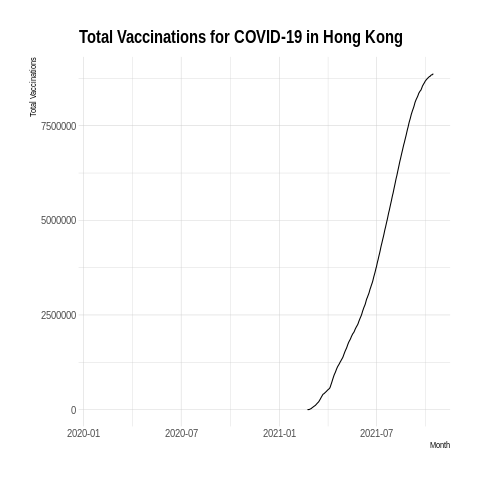 Total Vaccinations for COVID-19 in Hong Kong
Total Vaccinations
7500000
5000000
2500000
0
2020-01 2020-07 2021-01 2021-07
Month